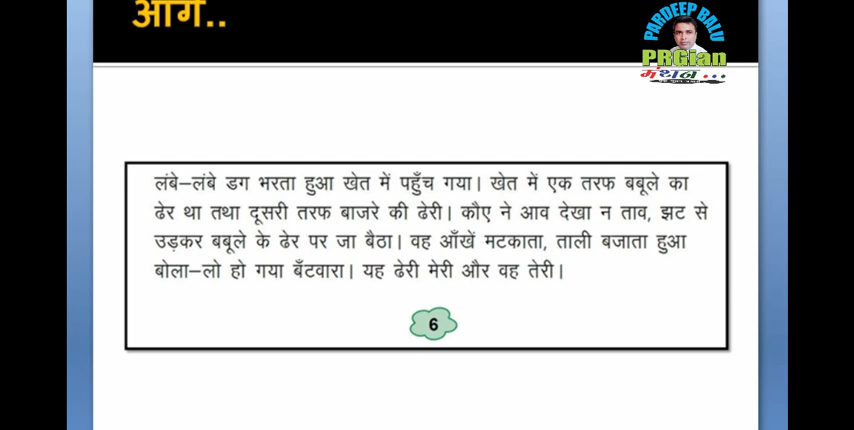 आगे..
PARDEEP BALU
PRGian
मंथन...
लंबे–लंबे डग भरता हुआ खेत में पहुँच गया। खेत में एक तरफ बबूले का
ढेर था तथा दूसरी तरफ बाजरे की ढेरी। कौए ने आव देखा न ताव, झट से
उड़कर बबूले के ढेर पर जा बैठा। वह आँखें मटकाता, ताली बजाता हुआ
बोला–लो हो गया बँटवारा। यह ढेरी मेरी और वह तेरी।
6